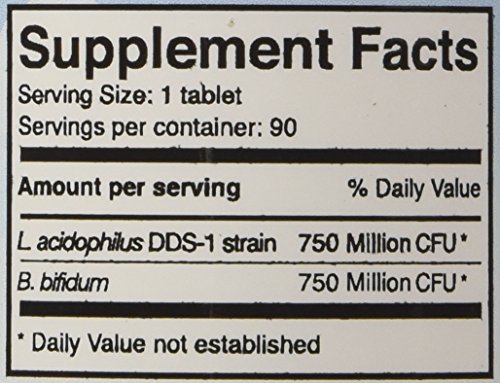 Supplement Facts
Serving Size: 1 tablet
Servings per container: 90
Amount per serving % Daily Value
L. acidophilus DDS-1 strain 750 Million CFU*
B. bifidum 750 Million CFU*
* Daily Value not established